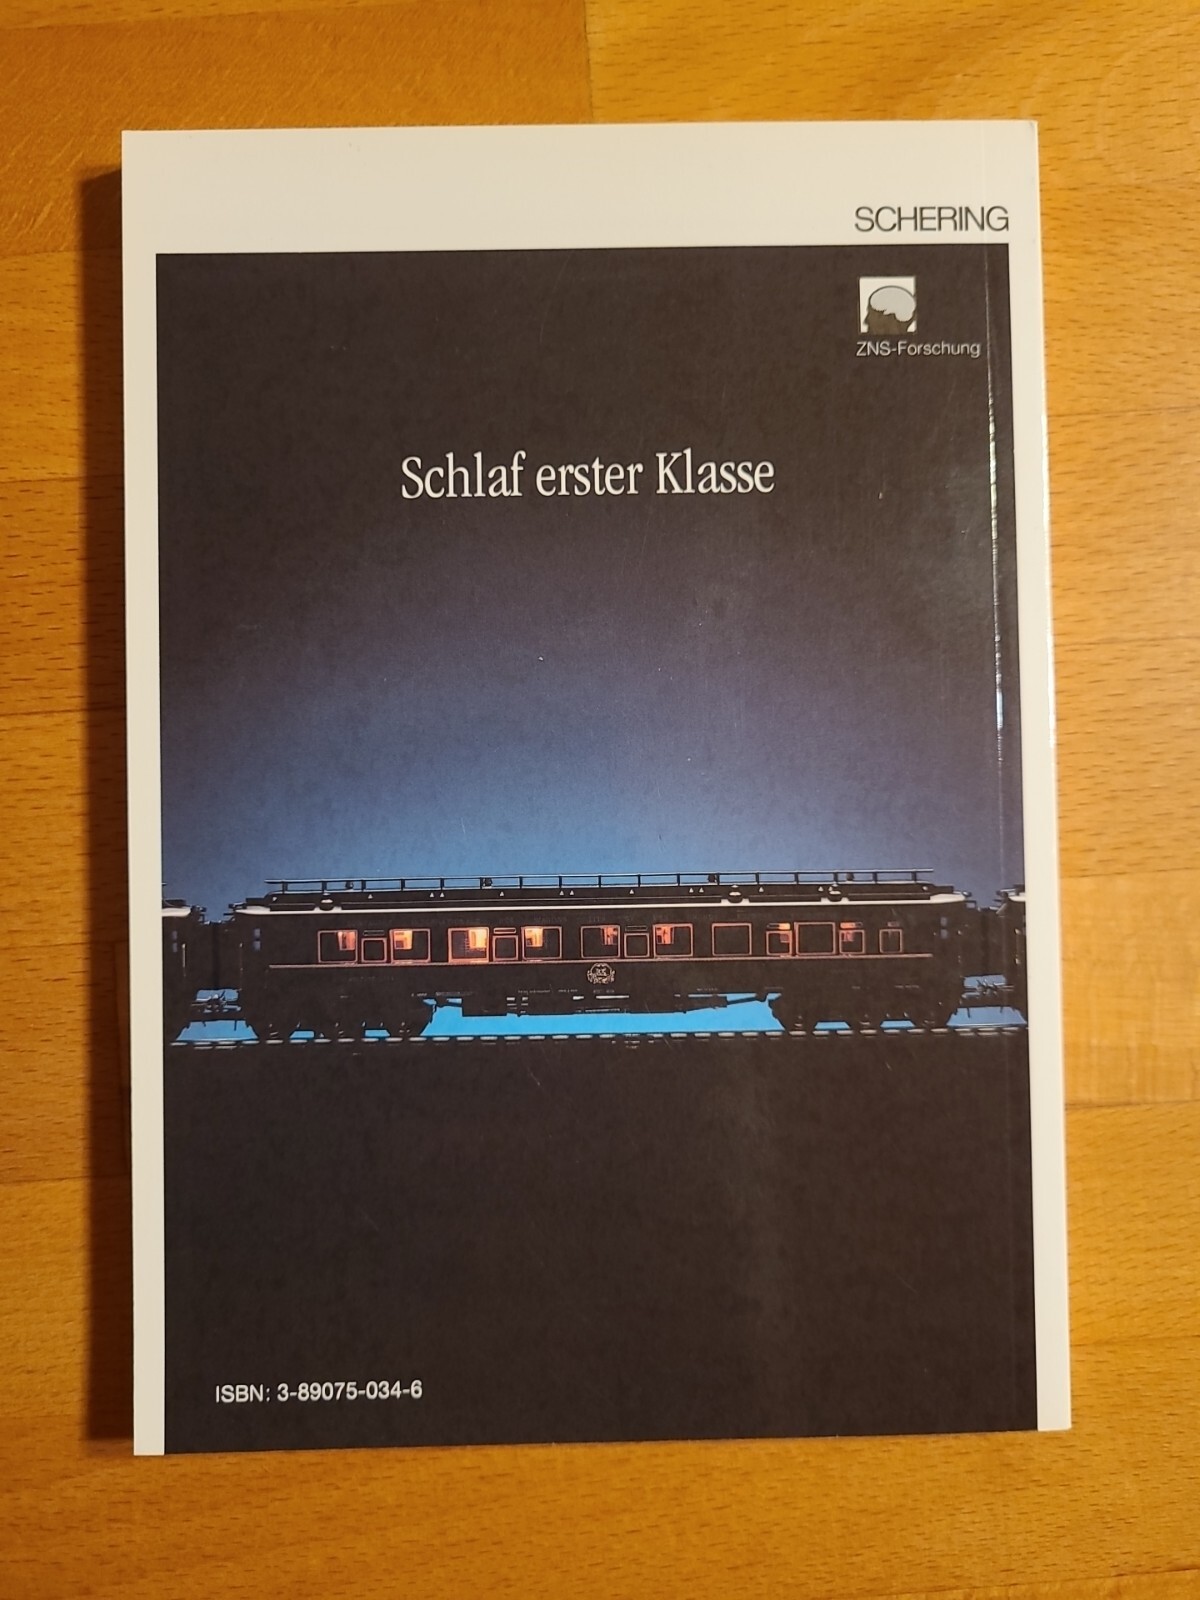 SCHERING
ZNS-Forschung
Schlaf erster Klasse
ISBN: 3-89075-034-6